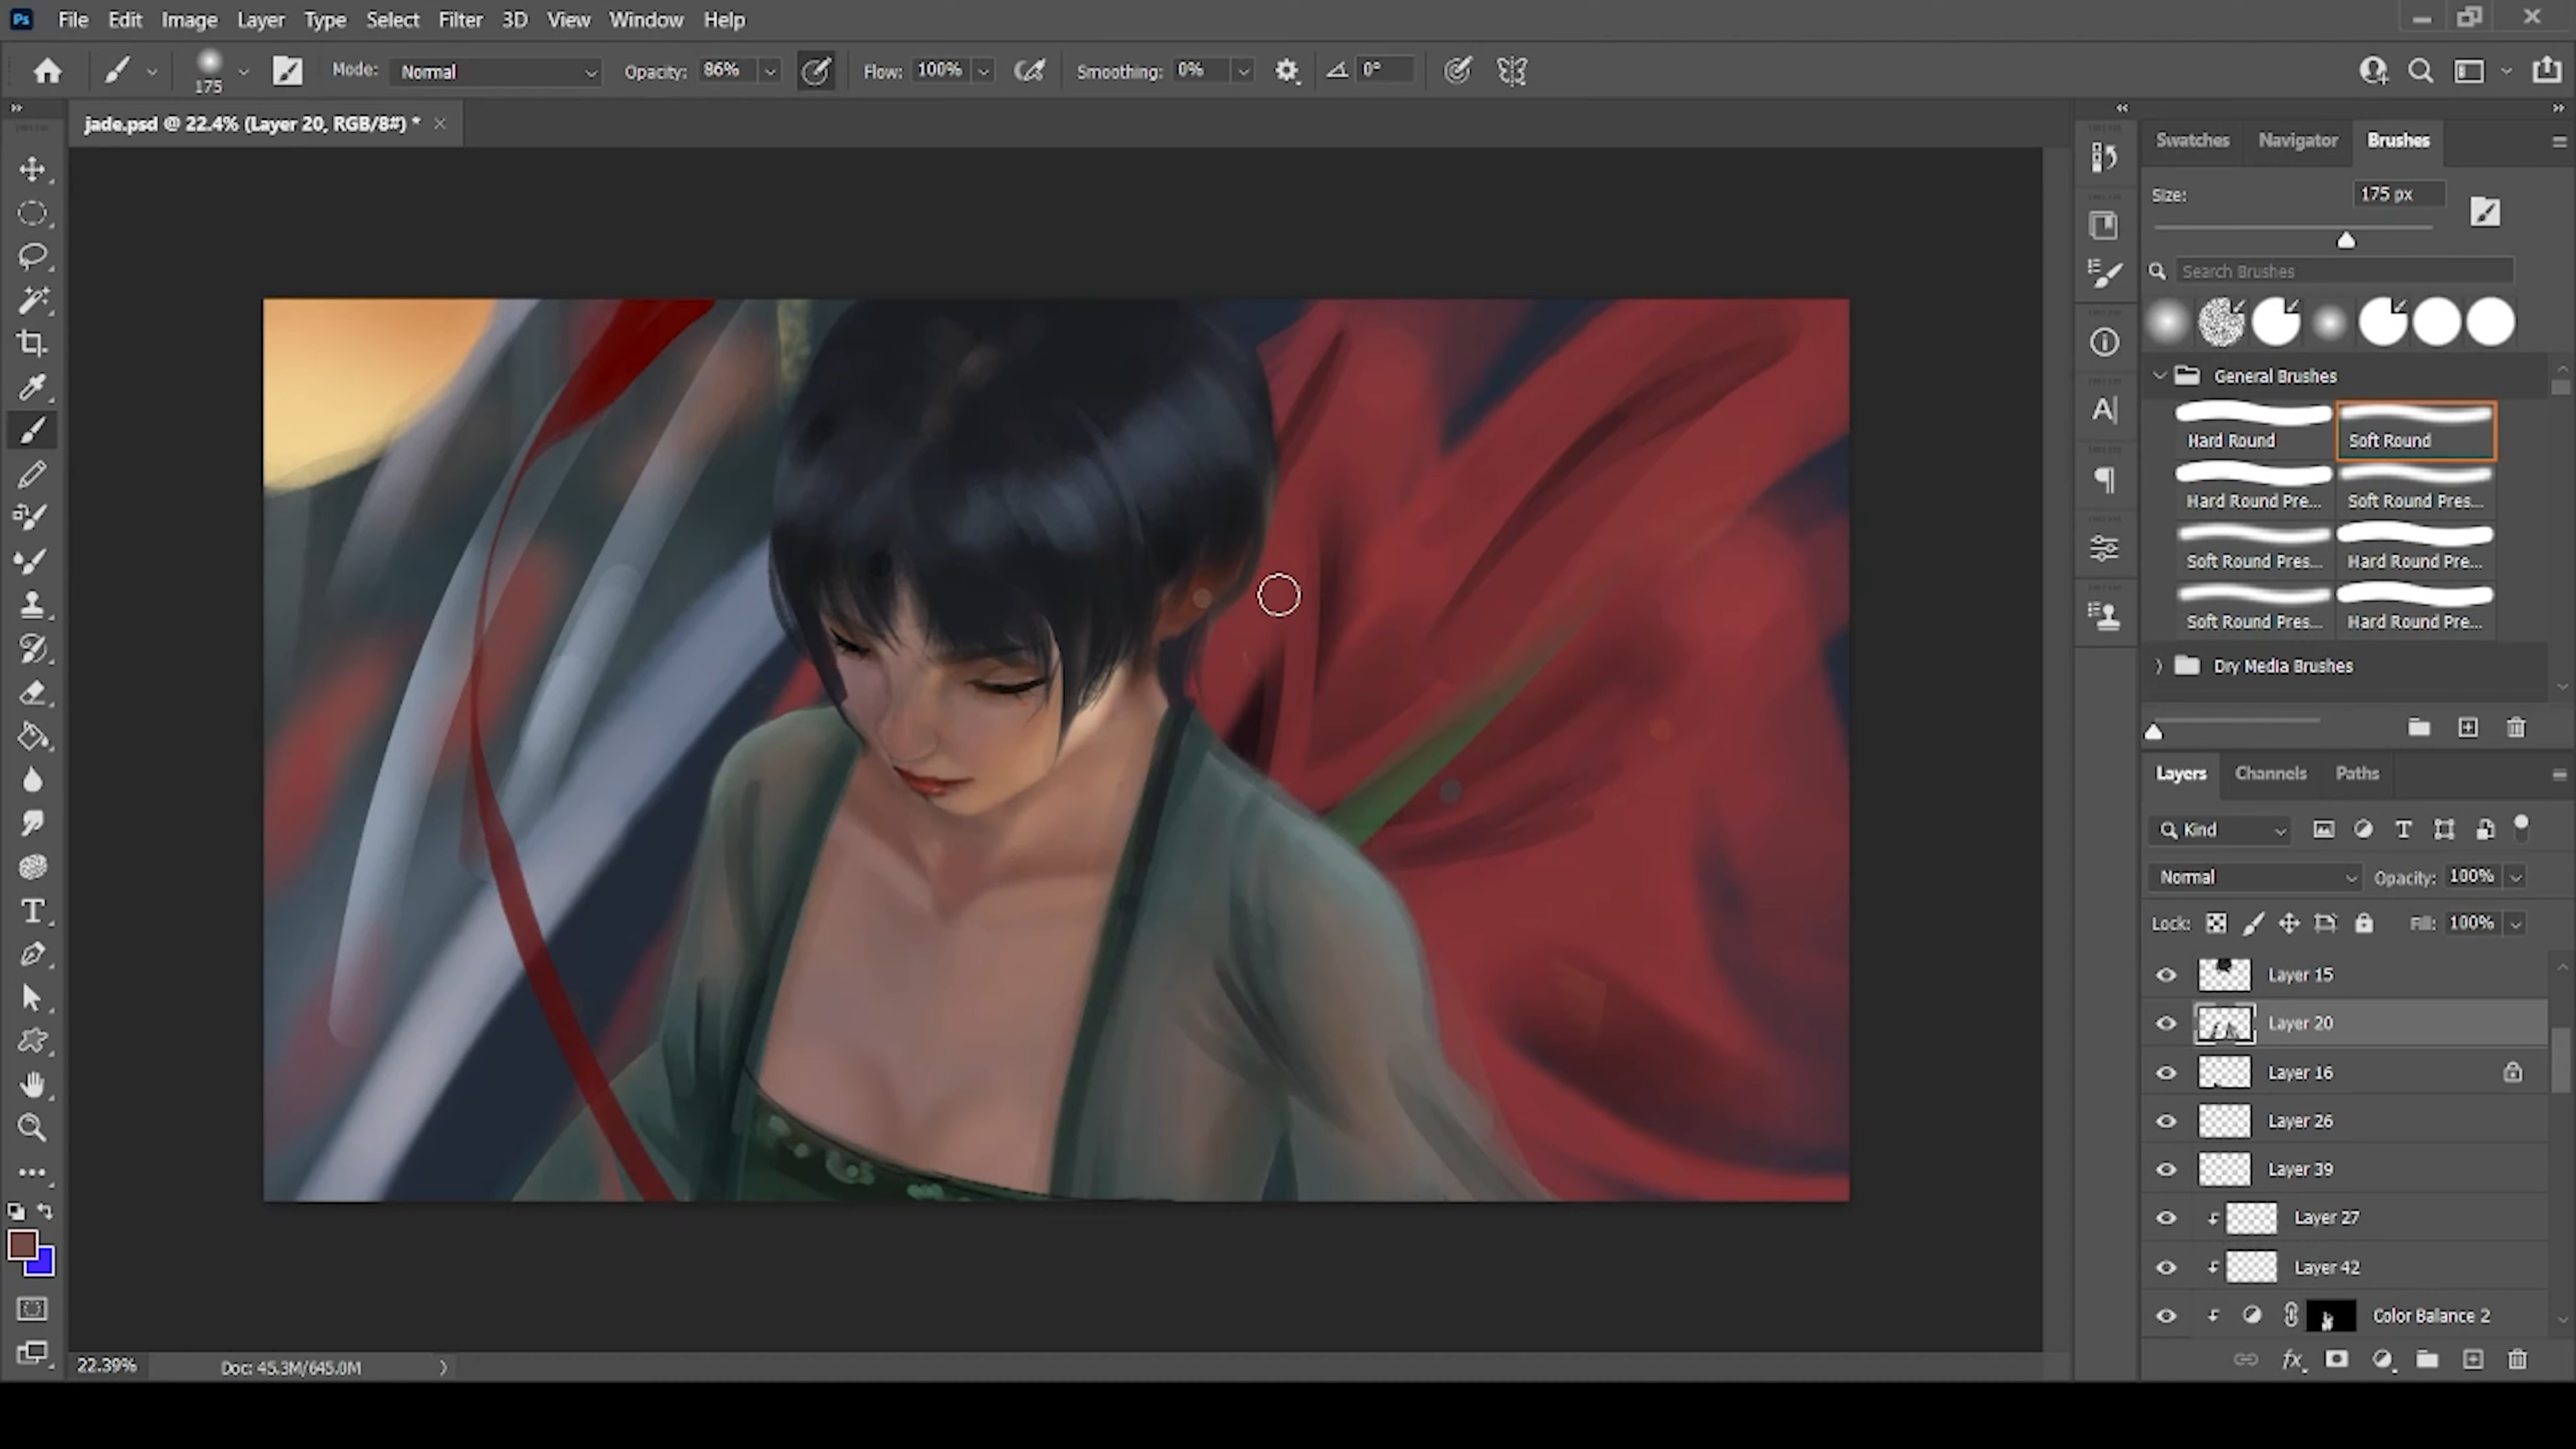 Ps File Edit Image Layer Type Select Filter 3D View Window Help
175 Mode: Normal Opacity: 86% Flow: 100% Smoothing: 0% 0°
jade.psd @ 22.4% (Layer 20, RGB/8#) *
Swatches Navigator Brushes
Size: 175 px
Search Brushes
General Brushes
Hard Round Soft Round
Hard Round Pre... Soft Round Pres...
Soft Round Pres... Hard Round Pre...
Soft Round Pres... Hard Round Pre...
Dry Media Brushes
Layers Channels Paths
Kind
Normal Opacity: 100%
Lock: Fill: 100%
Layer 15
Layer 20
Layer 16
Layer 26
Layer 39
Layer 27
Layer 42
Color Balance 2
22.39% Doc: 45.3M/645.0M